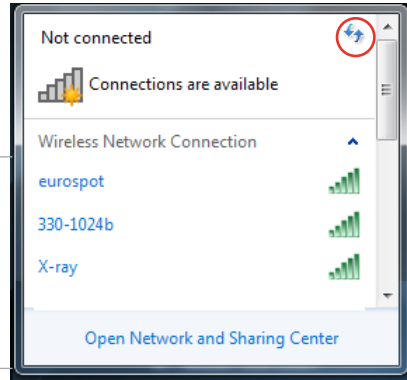 Not connected
Connections are available
Wireless Network Connection
eurospot
330-1024b
X-ray
Open Network and Sharing Center